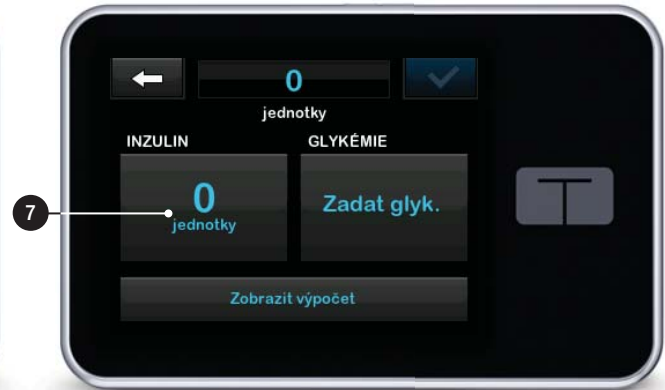 0
jednotky
INZULIN
GLYKÉMIE
0
jednotky
Zadat glyk.
Zobrazit výpočet
7